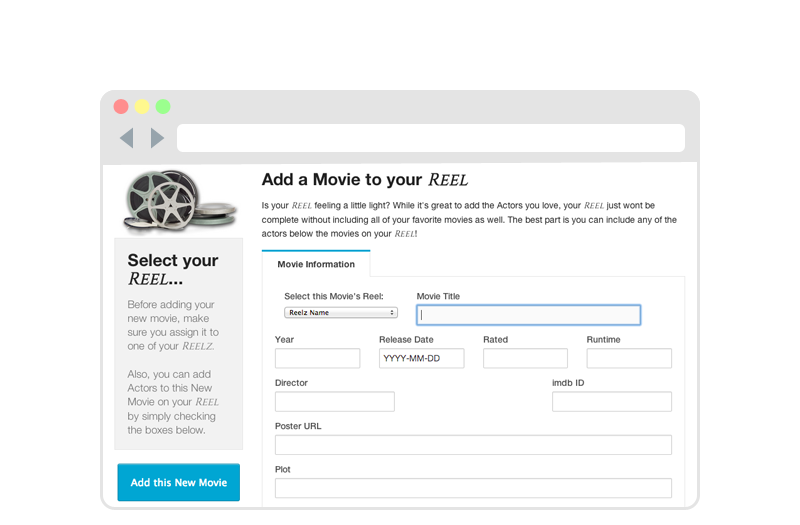 Add a Movie to your REEL
Is your REEL feeling a little light? While it's great to add the Actors you love, your REEL just wont be
complete without including all of your favorite movies as well. The best part is you can include any of the
actors below the movies on your REEL!
Select your
REEL...
Before adding your
new movie, make
sure you assign it to
one of your REELZ.
Also, you can add
Actors to this New
Movie on your REEL
by simply checking
the boxes below.
Add this New Movie
Movie Information
Select this Movie's Reel:
Reelz Name
Movie Title
Year
Release Date
Rated
Runtime
YYYY-MM-DD
Director
imdb ID
Poster URL
Plot